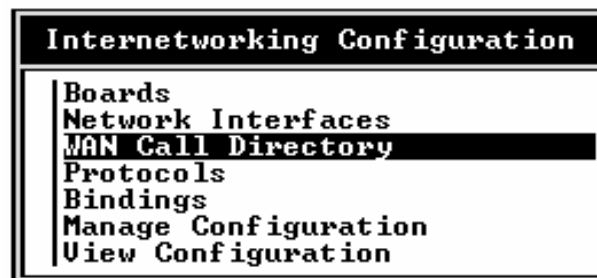 Internetworking Configuration
Boards
Network Interfaces
WAN Call Directory
Protocols
Bindings
Manage Configuration
View Configuration